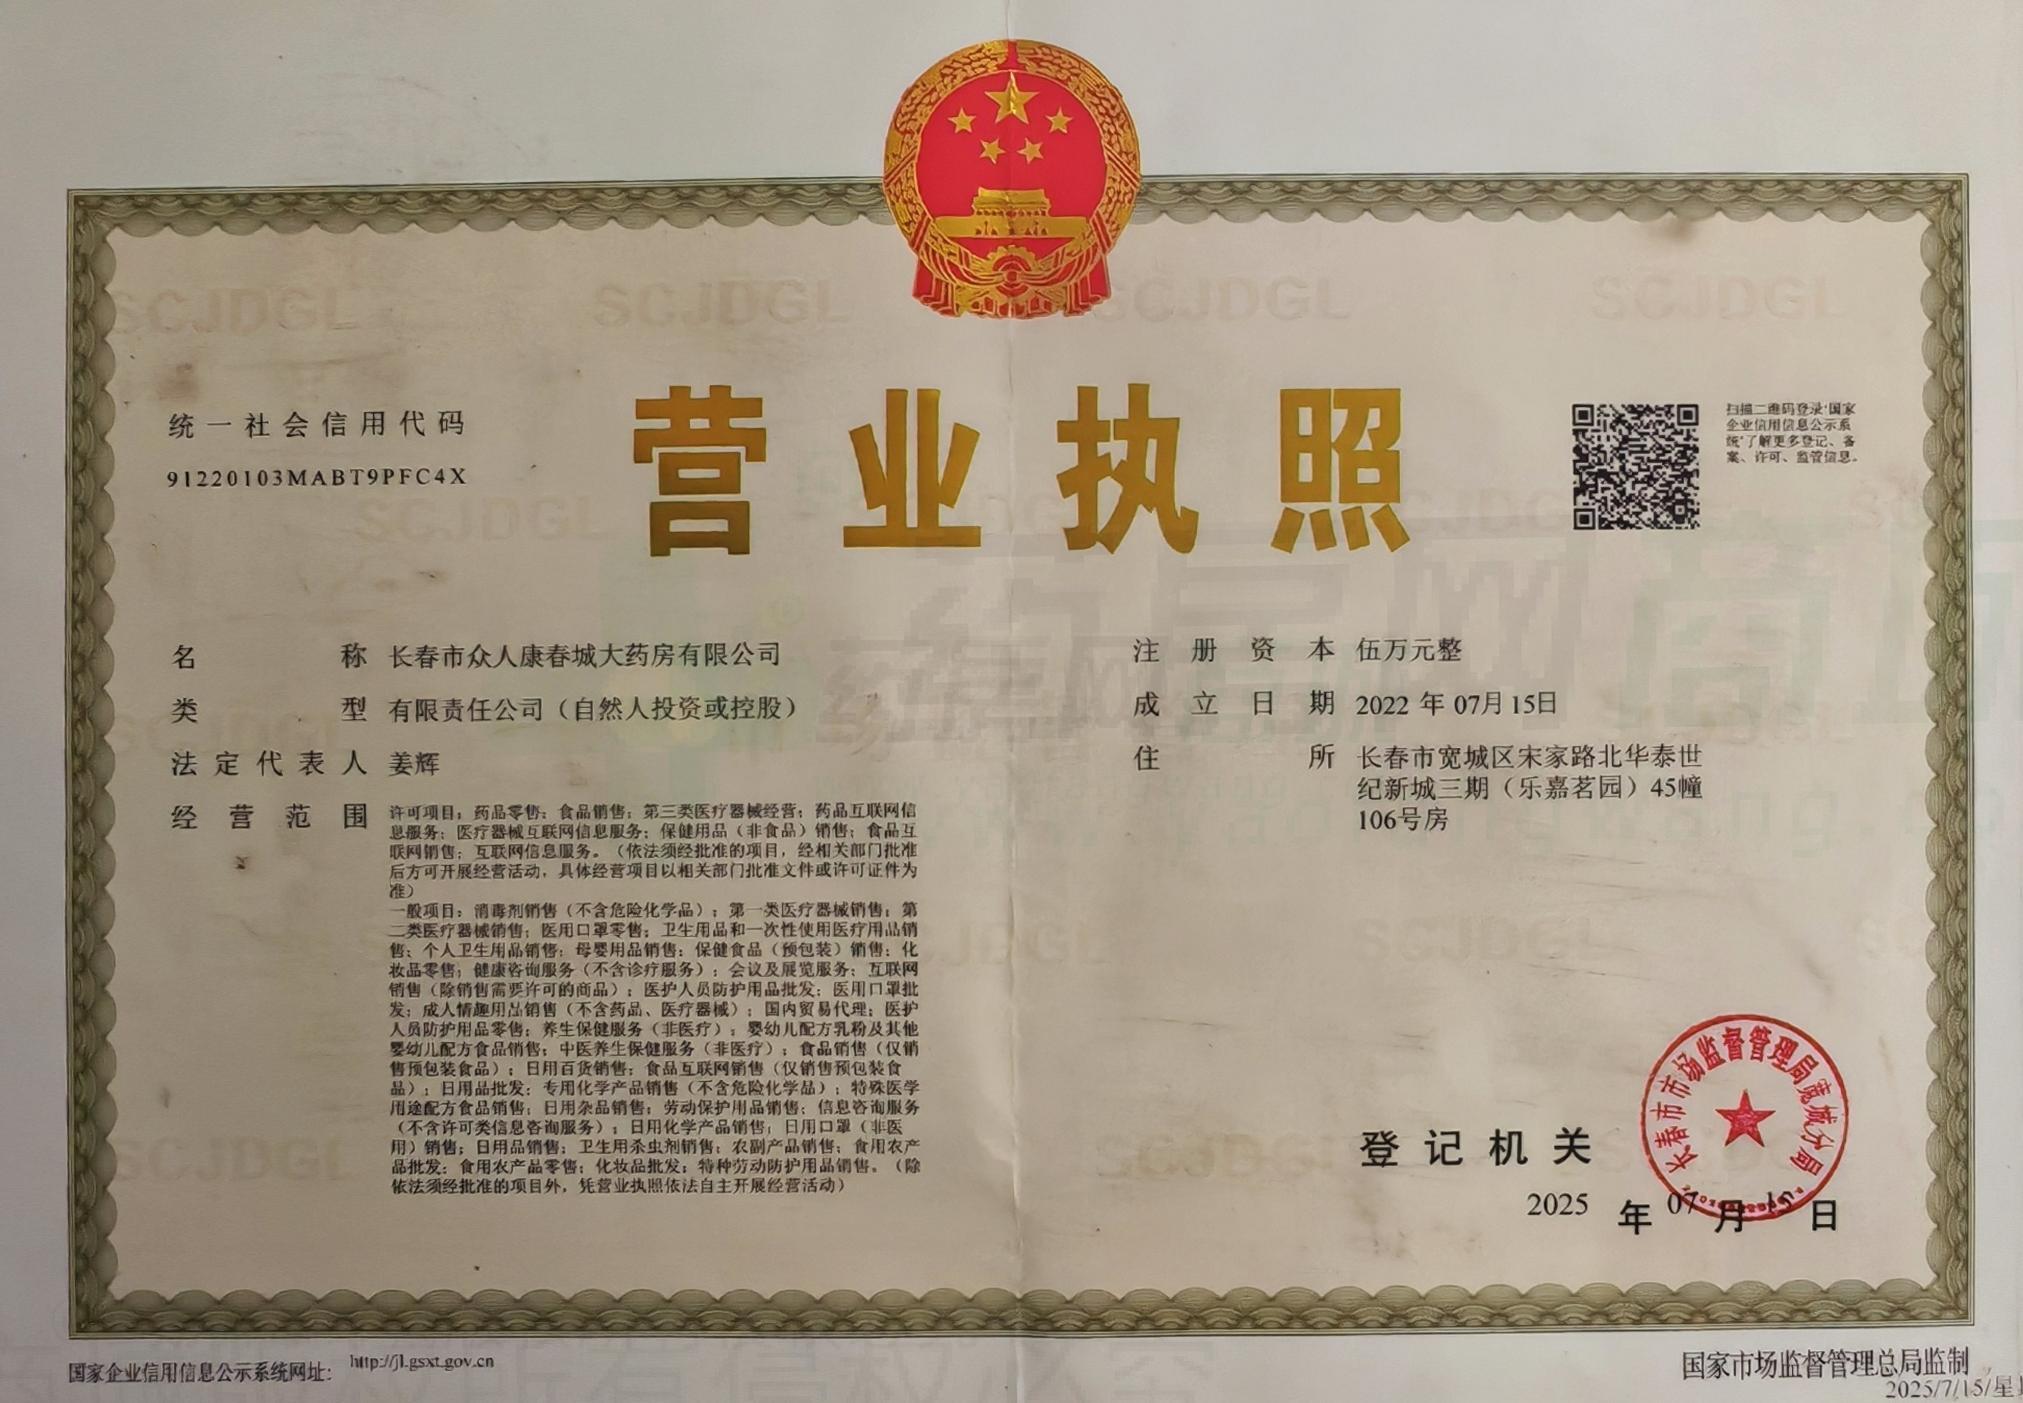 统一社会信用代码
91220103MABT9PFC4X
营业执照
扫描二维码登录‘国家
企业信用信息公示系
统’了解更多登记、备
案、许可、监管信息。
名称 长春市众人康春城大药房有限公司
类型 有限责任公司（自然人投资或控股）
法定代表人 姜辉
经营范围 许可项目：药品零售；食品销售；第三类医疗器械经营；药品互联网信
息服务；医疗器械互联网信息服务；保健用品（非食品）销售；食品互
联网销售；互联网信息服务。（依法须经批准的项目，经相关部门批准
后方可开展经营活动，具体经营项目以相关部门批准文件或许可证件为
准）
一般项目：消毒剂销售（不含危险化学品）；第一类医疗器械销售；第
二类医疗器械销售；医用口罩零售；卫生用品和一次性使用医疗用品销
售；个人卫生用品销售；母婴用品销售；保健食品（预包装）销售；化
妆品零售；健康咨询服务（不含诊疗服务）；会议及展览服务；互联网
销售（除销售需要许可的商品）；医护人员防护用品批发；医用口罩批
发；成人情趣用品销售（不含药品、医疗器械）；国内贸易代理；医护
人员防护用品零售；养生保健服务（非医疗）；婴幼儿配方乳粉及其他
婴幼儿配方食品销售；中医养生保健服务（非医疗）；食品销售（仅销
售预包装食品）；日用百货销售；食品互联网销售（仅销售预包装食
品）；日用品批发；专用化学产品销售（不含危险化学品）；特殊医学
用途配方食品销售；日用杂品销售；劳动保护用品销售；信息咨询服务
（不含许可类信息咨询服务）；日用化学产品销售；日用口罩（非医
用）销售；日用品销售；卫生用杀虫剂销售；农副产品销售；食用农产
品批发；食用农产品零售；化妆品批发；特种劳动防护用品销售。（除
依法须经批准的项目外，凭营业执照依法自主开展经营活动）
注册资本 伍万元整
成立日期 2022年07月15日
住所 长春市宽城区宋家路北华泰世
纪新城三期（乐嘉茗园）45幢
106号房
登记机关
长春市市场监督管理局宽城分局
2025年07月15日
国家企业信用信息公示系统网址：http://jl.gsxt.gov.cn
国家市场监督管理总局监制
2025/7/15/星
SCJDGL
SCJDGL
SCJDGL
SCJDGL
SCJDGL
药房网